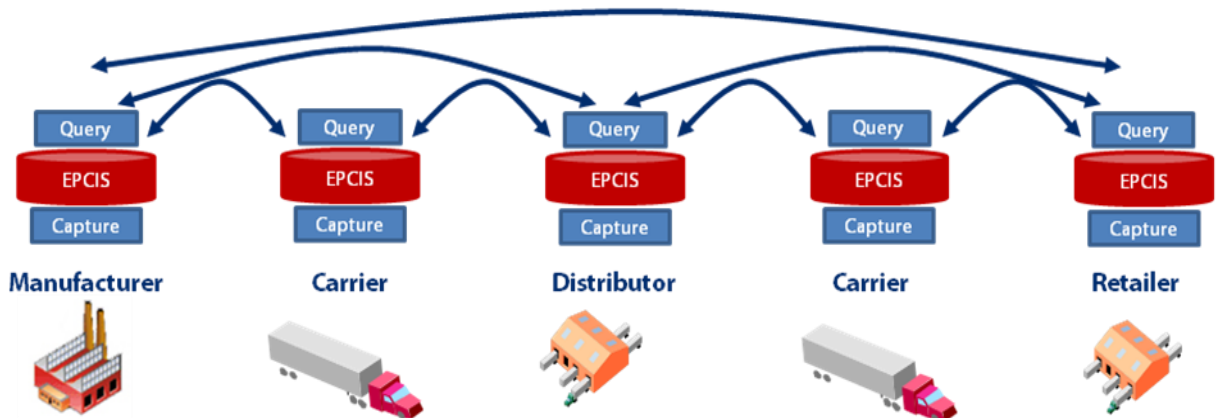 Query Query Query Query Query
EPCIS EPCIS EPCIS EPCIS EPCIS
Capture Capture Capture Capture Capture
Manufacturer Carrier Distributor Carrier Retailer